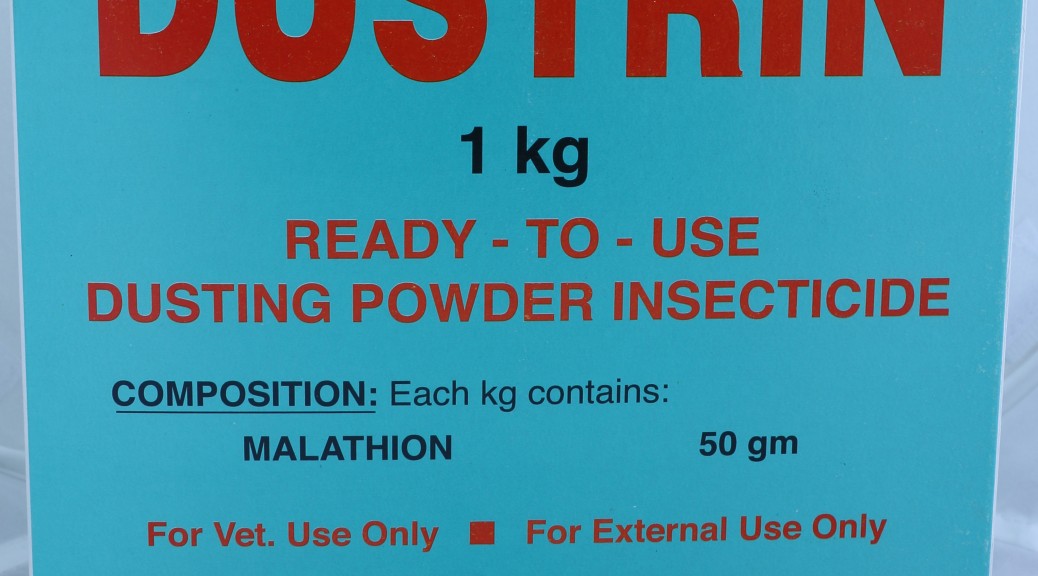 DUSTRIN
1 kg
READY - TO - USE
DUSTING POWDER INSECTICIDE
COMPOSITION: Each kg contains:
MALATHION 50 gm
For Vet. Use Only ■ For External Use Only